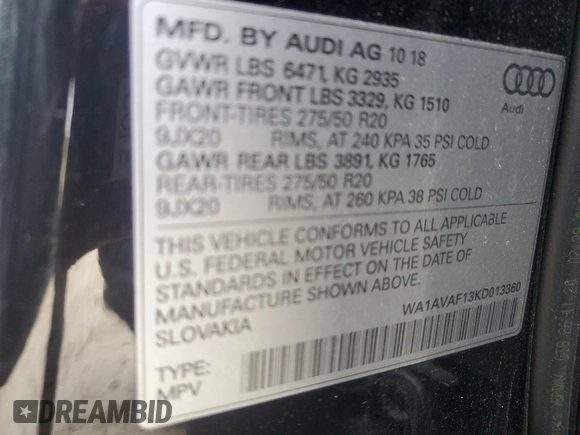 MFD. BY AUDI AG 10 18
GVWR LBS 6471, KG 2935
GAWR FRONT LBS 3329, KG 1510
FRONT-TIRES 275/50 R20
9JX20 RIMS, AT 240 KPA 35 PSI COLD
GAWR REAR LBS 3891, KG 1765
REAR-TIRES 275/50 R20
9JX20 RIMS, AT 260 KPA 38 PSI COLD
Audi
THIS VEHICLE CONFORMS TO ALL APPLICABLE
U.S. FEDERAL MOTOR VEHICLE SAFETY
STANDARDS IN EFFECT ON THE DATE OF
MANUFACTURE SHOWN ABOVE.
SLOVAKIA
WA1AVAF13KD013360
TYPE:
MPV
DREAMBID